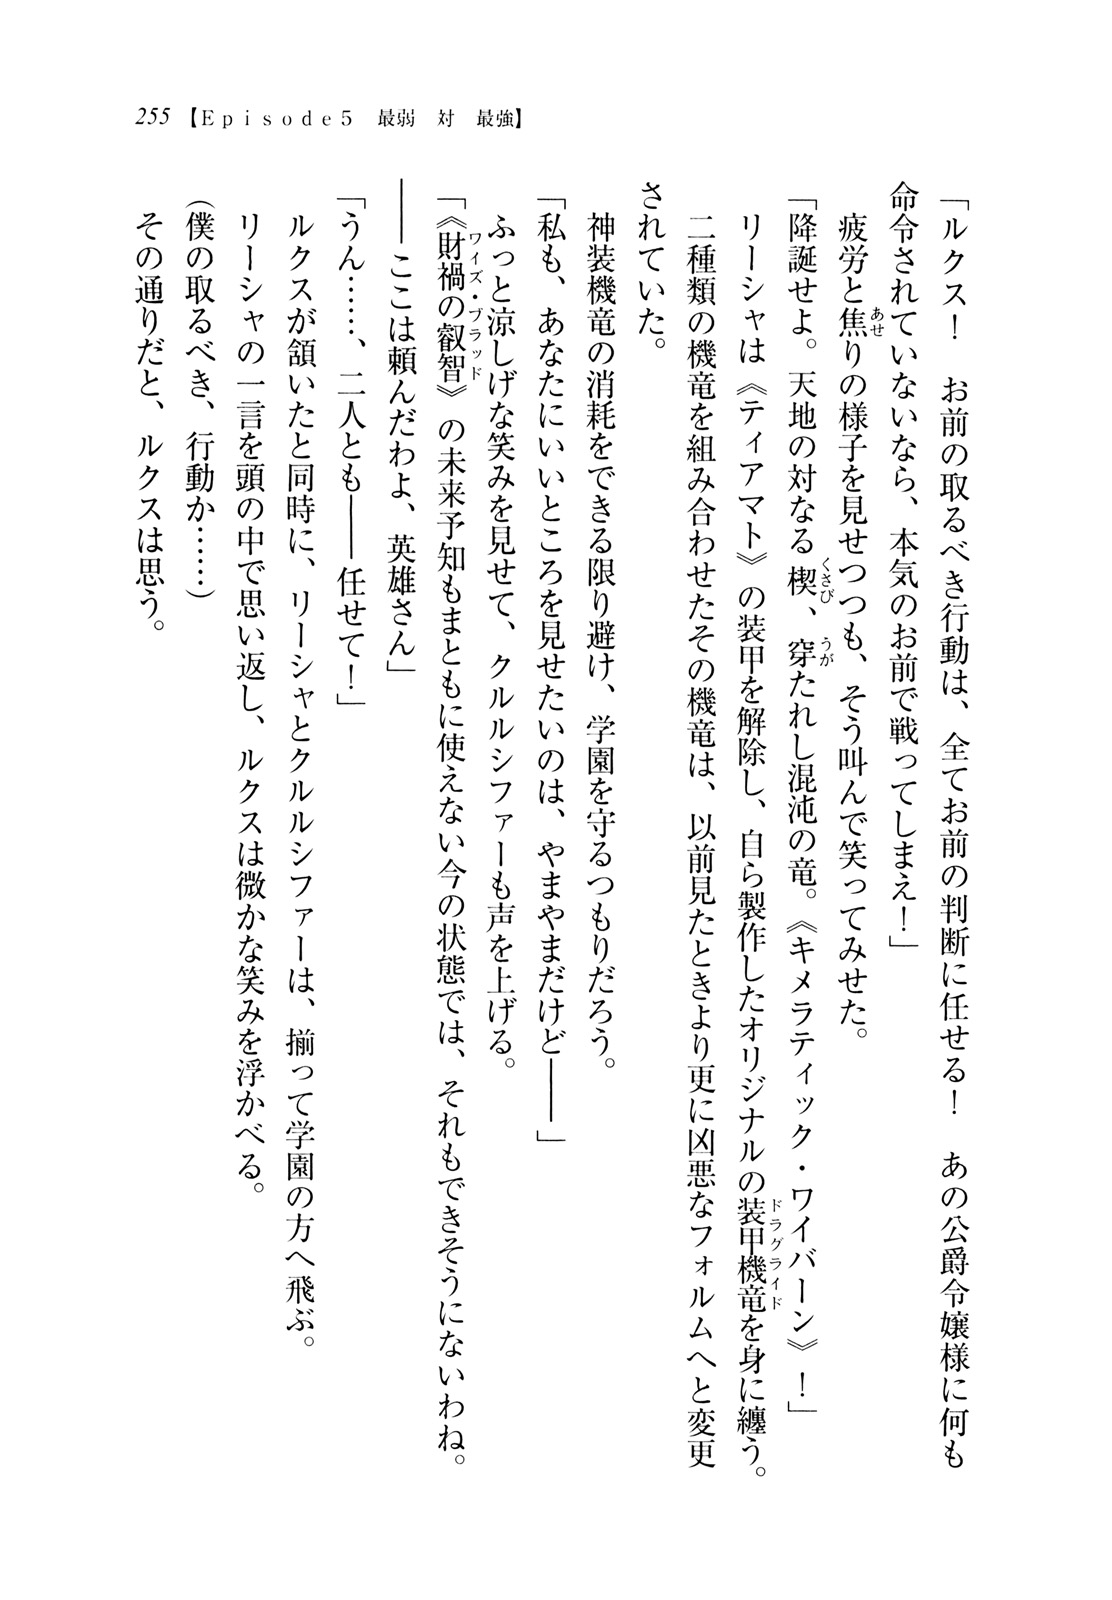 255 【Episode5　最弱　対　最強】
「ルクス！　お前の取るべき行動は、全てお前の判断に任せる！　あの公爵令嬢様に何も
命令されていないなら、本気のお前で戦ってしまえ！」
　疲労と焦(あせ)りの様子を見せつつも、そう叫んで笑ってみせた。
「降誕せよ。天地の対なる楔(くさび)、穿(うが)たれし混沌の竜。《キメラティック・ワイバーン》！」
　リーシャは《ティアマト》の装甲を解除し、自ら製作したオリジナルの装甲機竜(ドラグライド)を身に纏う。
　二種類の機竜を組み合わせたその機竜は、以前見たときより更に凶悪なフォルムへと変更
されていた。
　神装機竜の消耗をできる限り避け、学園を守るつもりだろう。
「私も、あなたにいいところを見せたいのは、やまやまだけど――」
　ふっと涼しげな笑みを見せて、クルルシファーも声を上げる。
「《財禍の叡智(ワイズ・ブラッド)》の未来予知もまともに使えない今の状態では、それもできそうにないわね。
――ここは頼んだわよ、英雄さん」
「うん……、二人とも――任せて！」
　ルクスが頷いたと同時に、リーシャとクルルシファーは、揃って学園の方へ飛ぶ。
　リーシャの一言を頭の中で思い返し、ルクスは微かな笑みを浮かべる。
（僕の取るべき、行動か……）
　その通りだと、ルクスは思う。